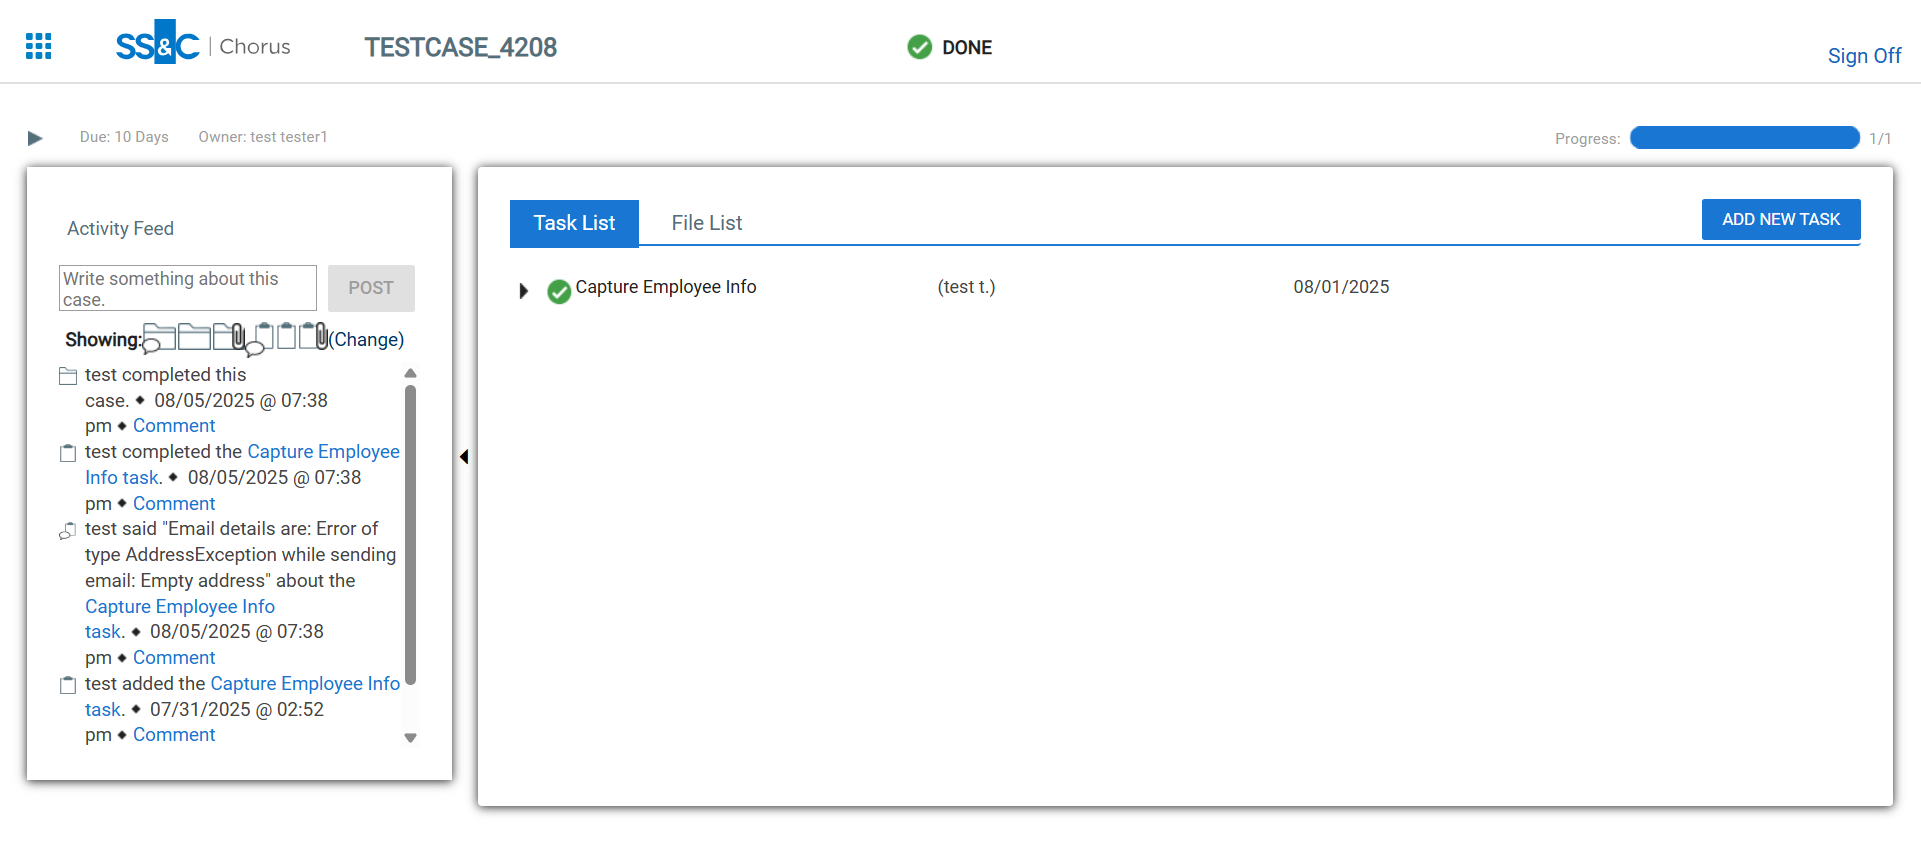 SS&C | Chorus
TESTCASE_4208
DONE
Sign Off
Due: 10 Days
Owner: test tester1
Progress:
1/1
Activity Feed
Write something about this
case.
POST
Showing:
(Change)
test completed this
case. ◆ 08/05/2025 @ 07:38
pm ◆ Comment
test completed the Capture Employee
Info task. ◆ 08/05/2025 @ 07:38
pm ◆ Comment
test said "Email details are: Error of
type AddressException while sending
email: Empty address" about the
Capture Employee Info
task. ◆ 08/05/2025 @ 07:38
pm ◆ Comment
test added the Capture Employee Info
task. ◆ 07/31/2025 @ 02:52
pm ◆ Comment
Task List
File List
ADD NEW TASK
Capture Employee Info
(test t.)
08/01/2025